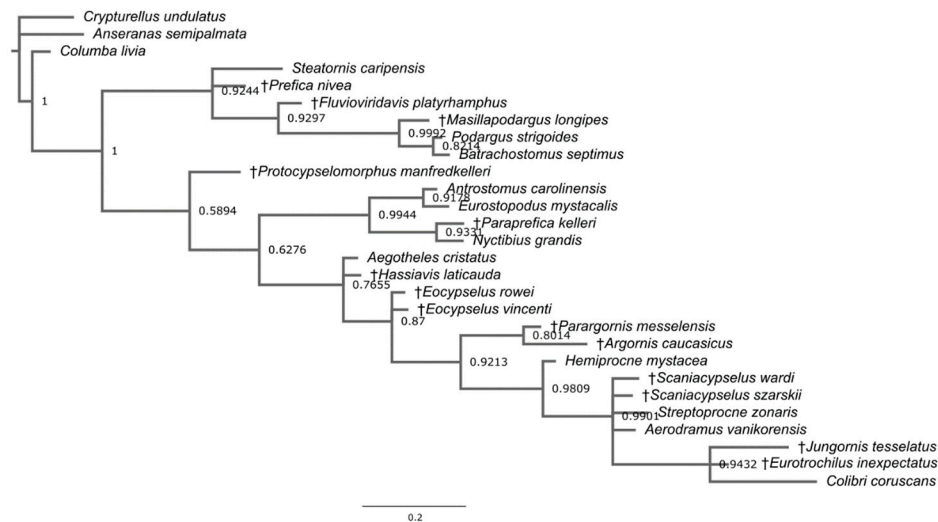 Crypturellus undulatus
Anseranas semipalmata
Columba livia
1
Steatornis caripensis
†Prefica nivea
0.9244
†Fluvioviridavis platyrhamphus
0.9297
†Masillapodargus longipes
0.9992
Podargus strigoides
0.8214
Batrachostomus septimus
1
†Protocypselomorphus manfredkelleri
Antrostomus carolinensis
0.9178
Eurostopodus mystacalis
0.5894
0.9944
†Paraprefica kelleri
0.9331
Nyctibius grandis
0.6276
Aegotheles cristatus
†Hassiavis laticauda
0.7655
†Eocypselus rowei
†Eocypselus vincenti
0.87
†Parargornis messelensis
0.8014
†Argornis caucasicus
0.9213
Hemiprocne mystacea
†Scaniacypselus wardi
0.9809
†Scaniacypselus szarskii
Streptoprocne zonaris
0.9901
Aerodramus vanikorensis
†Jungornis tesselatus
0.9432
†Eurotrochilus inexpectatus
Colibri coruscans
0.2